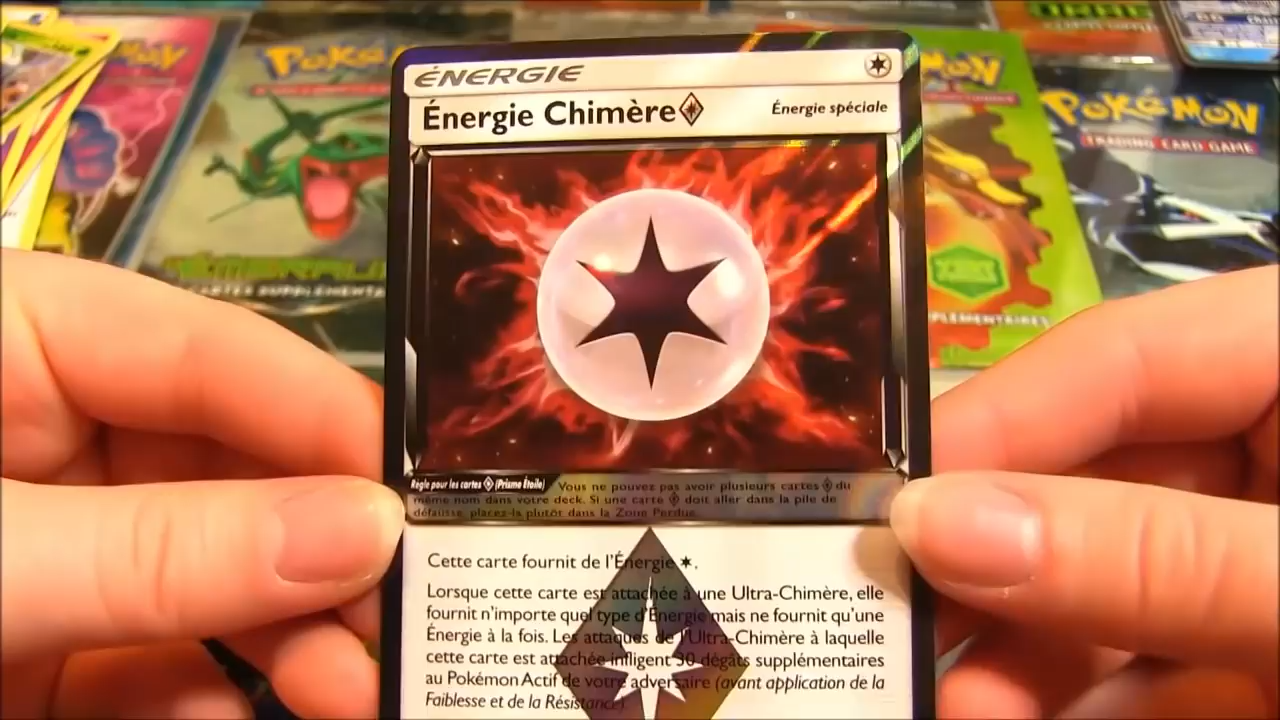 ÉNERGIE
Énergie Chimère
Énergie spéciale
Règle pour les cartes (Prisme Étoile) Vous ne pouvez pas avoir plusieurs cartes du
même nom dans votre deck. Si une carte doit aller dans la pile de
défausse, placez-la plutôt dans la Zone Perdue.
Cette carte fournit de l'Énergie.
Lorsque cette carte est attachée à une Ultra-Chimère, elle
fournit n'importe quel type d'Énergie mais ne fournit qu'une
Énergie à la fois. Les attaques de l'Ultra-Chimère à laquelle
cette carte est attachée infligent 30 dégâts supplémentaires
au Pokémon Actif de votre adversaire (avant application de la
Faiblesse et de la Résistance).
POKÉMON
TRADING CARD GAME